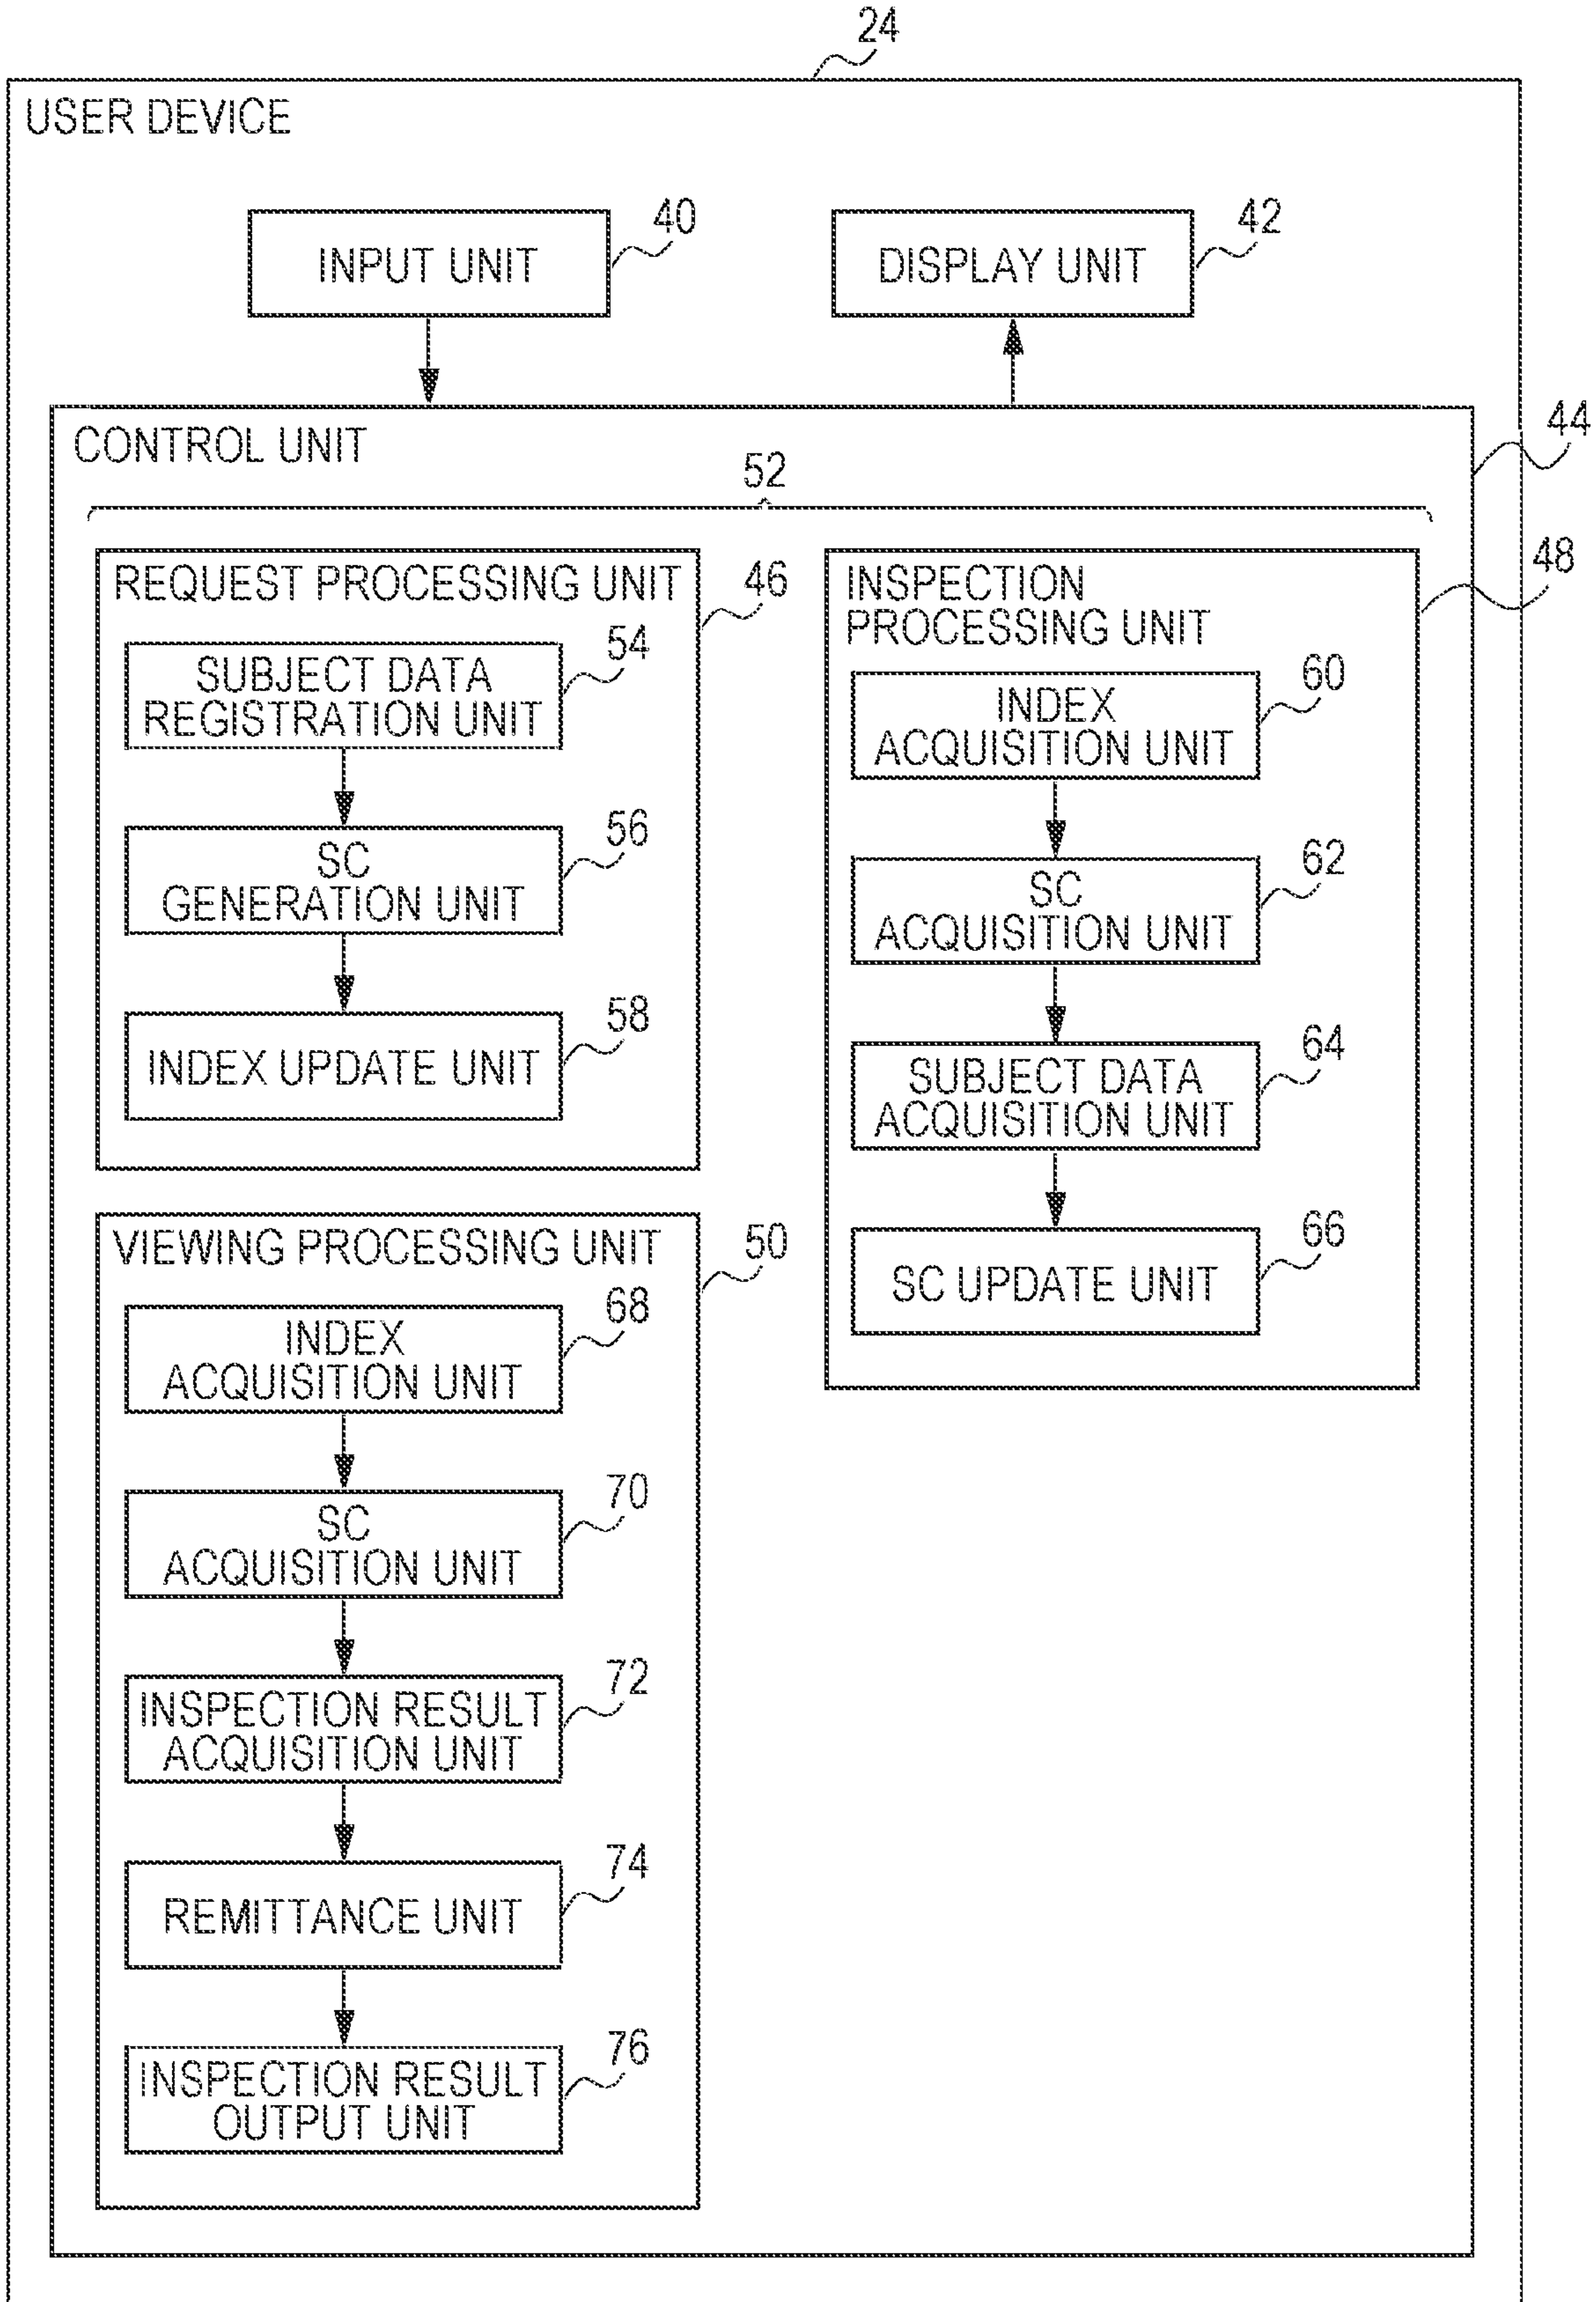 24
USER DEVICE
40
INPUT UNIT
42
DISPLAY UNIT
44
CONTROL UNIT
52
REQUEST PROCESSING UNIT
46
54
SUBJECT DATA
REGISTRATION UNIT
56
SC
GENERATION UNIT
58
INDEX UPDATE UNIT
48
INSPECTION
PROCESSING UNIT
60
INDEX
ACQUISITION UNIT
62
SC
ACQUISITION UNIT
64
SUBJECT DATA
ACQUISITION UNIT
66
SC UPDATE UNIT
VIEWING PROCESSING UNIT
50
68
INDEX
ACQUISITION UNIT
70
SC
ACQUISITION UNIT
72
INSPECTION RESULT
ACQUISITION UNIT
74
REMITTANCE UNIT
76
INSPECTION RESULT
OUTPUT UNIT